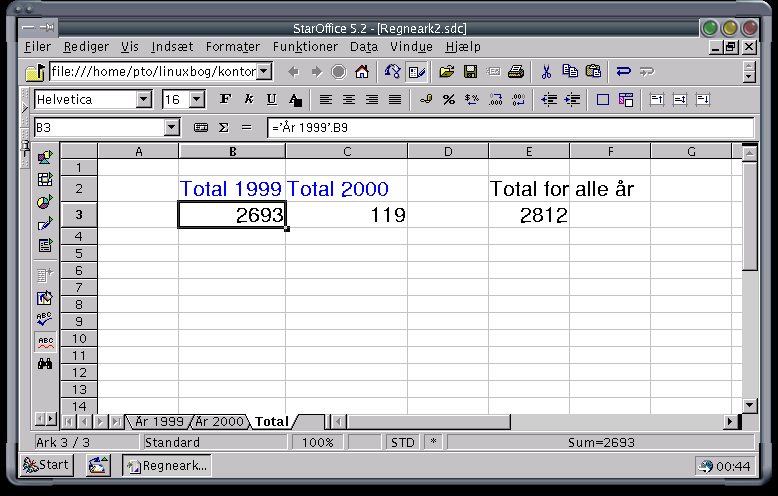 StarOffice 5.2 - [Regneark2.sdc]
Filer Rediger Vis Indsæt Formater Funktioner Data Vindue Hjælp
file:///home/pto/linuxbog/kontor
Helvetica 16 F K U A
B3 Σ = ='År 1999'.B9
A B C D E F G
1
2 Total 1999 Total 2000 Total for alle år
3 2693 119 2812
4
5
6
7
8
9
10
11
12
13
14
År 1999 År 2000 Total
Ark 3 / 3 Standard 100% STD * Sum=2693
Start Regneark... 00:44